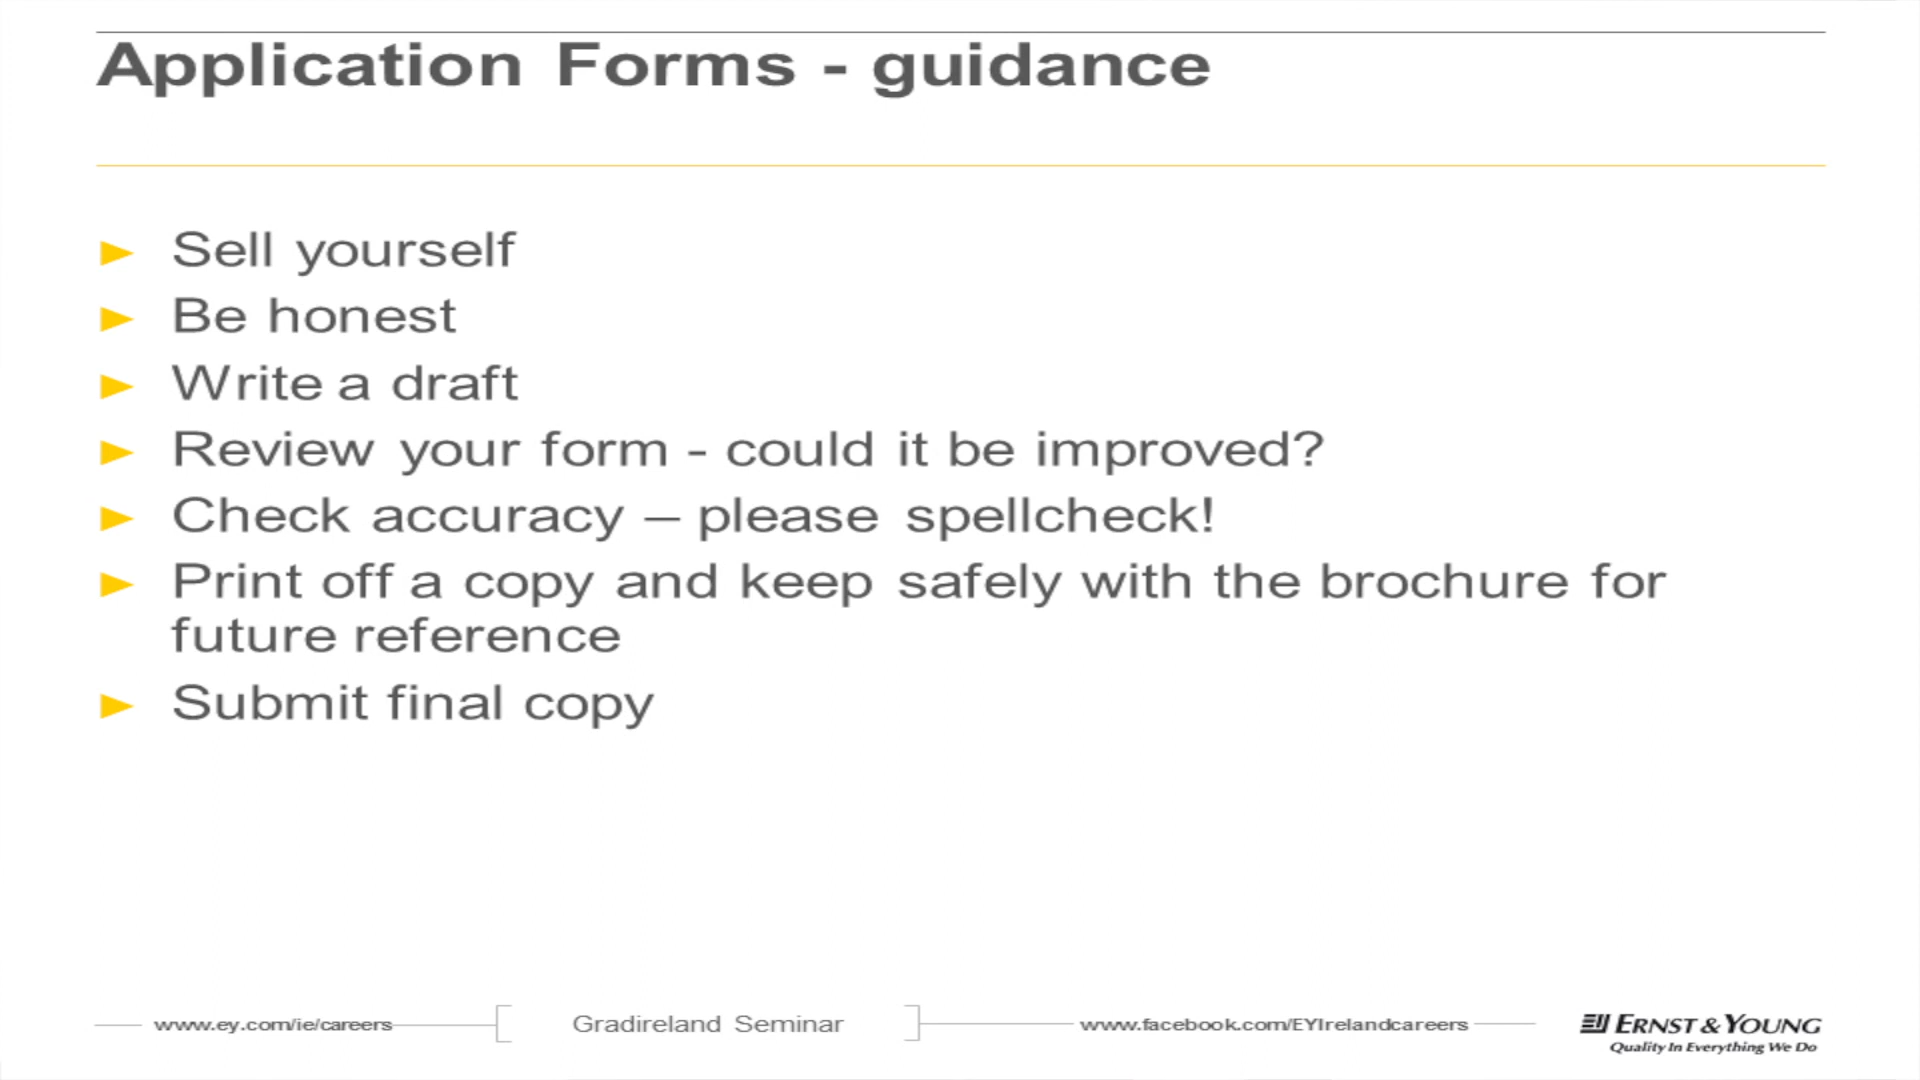 Application Forms - guidance
► Sell yourself
► Be honest
► Write a draft
► Review your form - could it be improved?
► Check accuracy – please spellcheck!
► Print off a copy and keep safely with the brochure for
future reference
► Submit final copy
www.ey.com/ie/careers
Gradireland Seminar
www.facebook.com/EYIrelandcareers
ERNST & YOUNG
Quality In Everything We Do